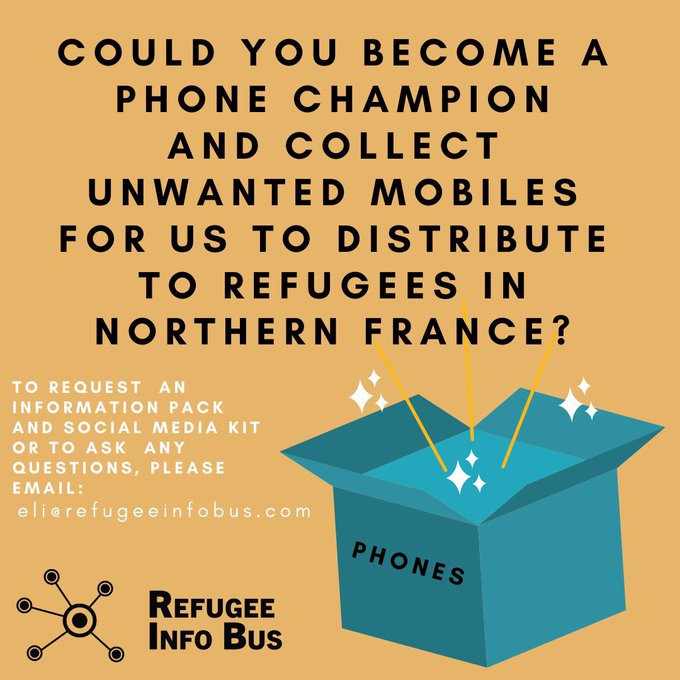 COULD YOU BECOME A
PHONE CHAMPION
AND COLLECT
UNWANTED MOBILES
FOR US TO DISTRIBUTE
TO REFUGEES IN
NORTHERN FRANCE?
TO REQUEST AN
INFORMATION PACK
AND SOCIAL MEDIA KIT
OR TO ASK ANY
QUESTIONS, PLEASE
EMAIL:
eli@refugeeinfobus.com
PHONES
REFUGEE
INFO BUS